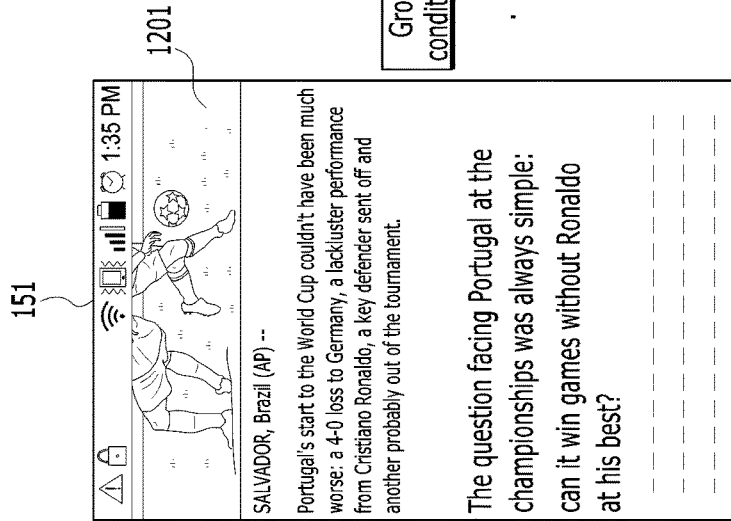 151
1:35 PM
1201
SALVADOR, Brazil (AP) --
Portugal's start to the World Cup couldn't have been much
worse: a 4-0 loss to Germany, a lackluster performance
from Cristiano Ronaldo, a key defender sent off and
another probably out of the tournament.
The question facing Portugal at the
championships was always simple:
can it win games without Ronaldo
at his best?
Gro
condit